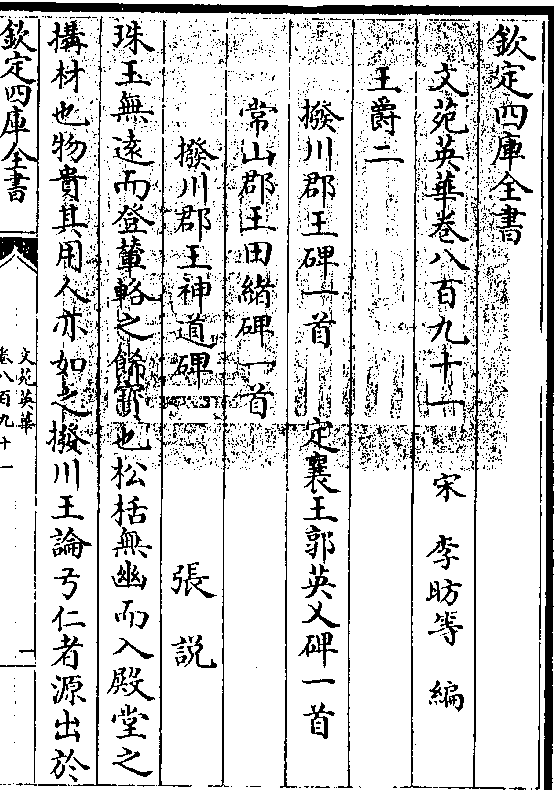 欽定四庫全書
文苑英華卷八百九十一 宋 李昉等 編
王爵二
撥川郡王碑一首 定襄王郭英乂碑一首
常山郡王田緒碑一首
撥川郡王神道碑 張說
珠玉無遠而登輦輅之飾寳也松栝無幽而入殿堂之
搆材也物貴其用人亦如之撥川王論弓仁者源出於
欽定四庫全書
文苑英華
卷八百九十一
一